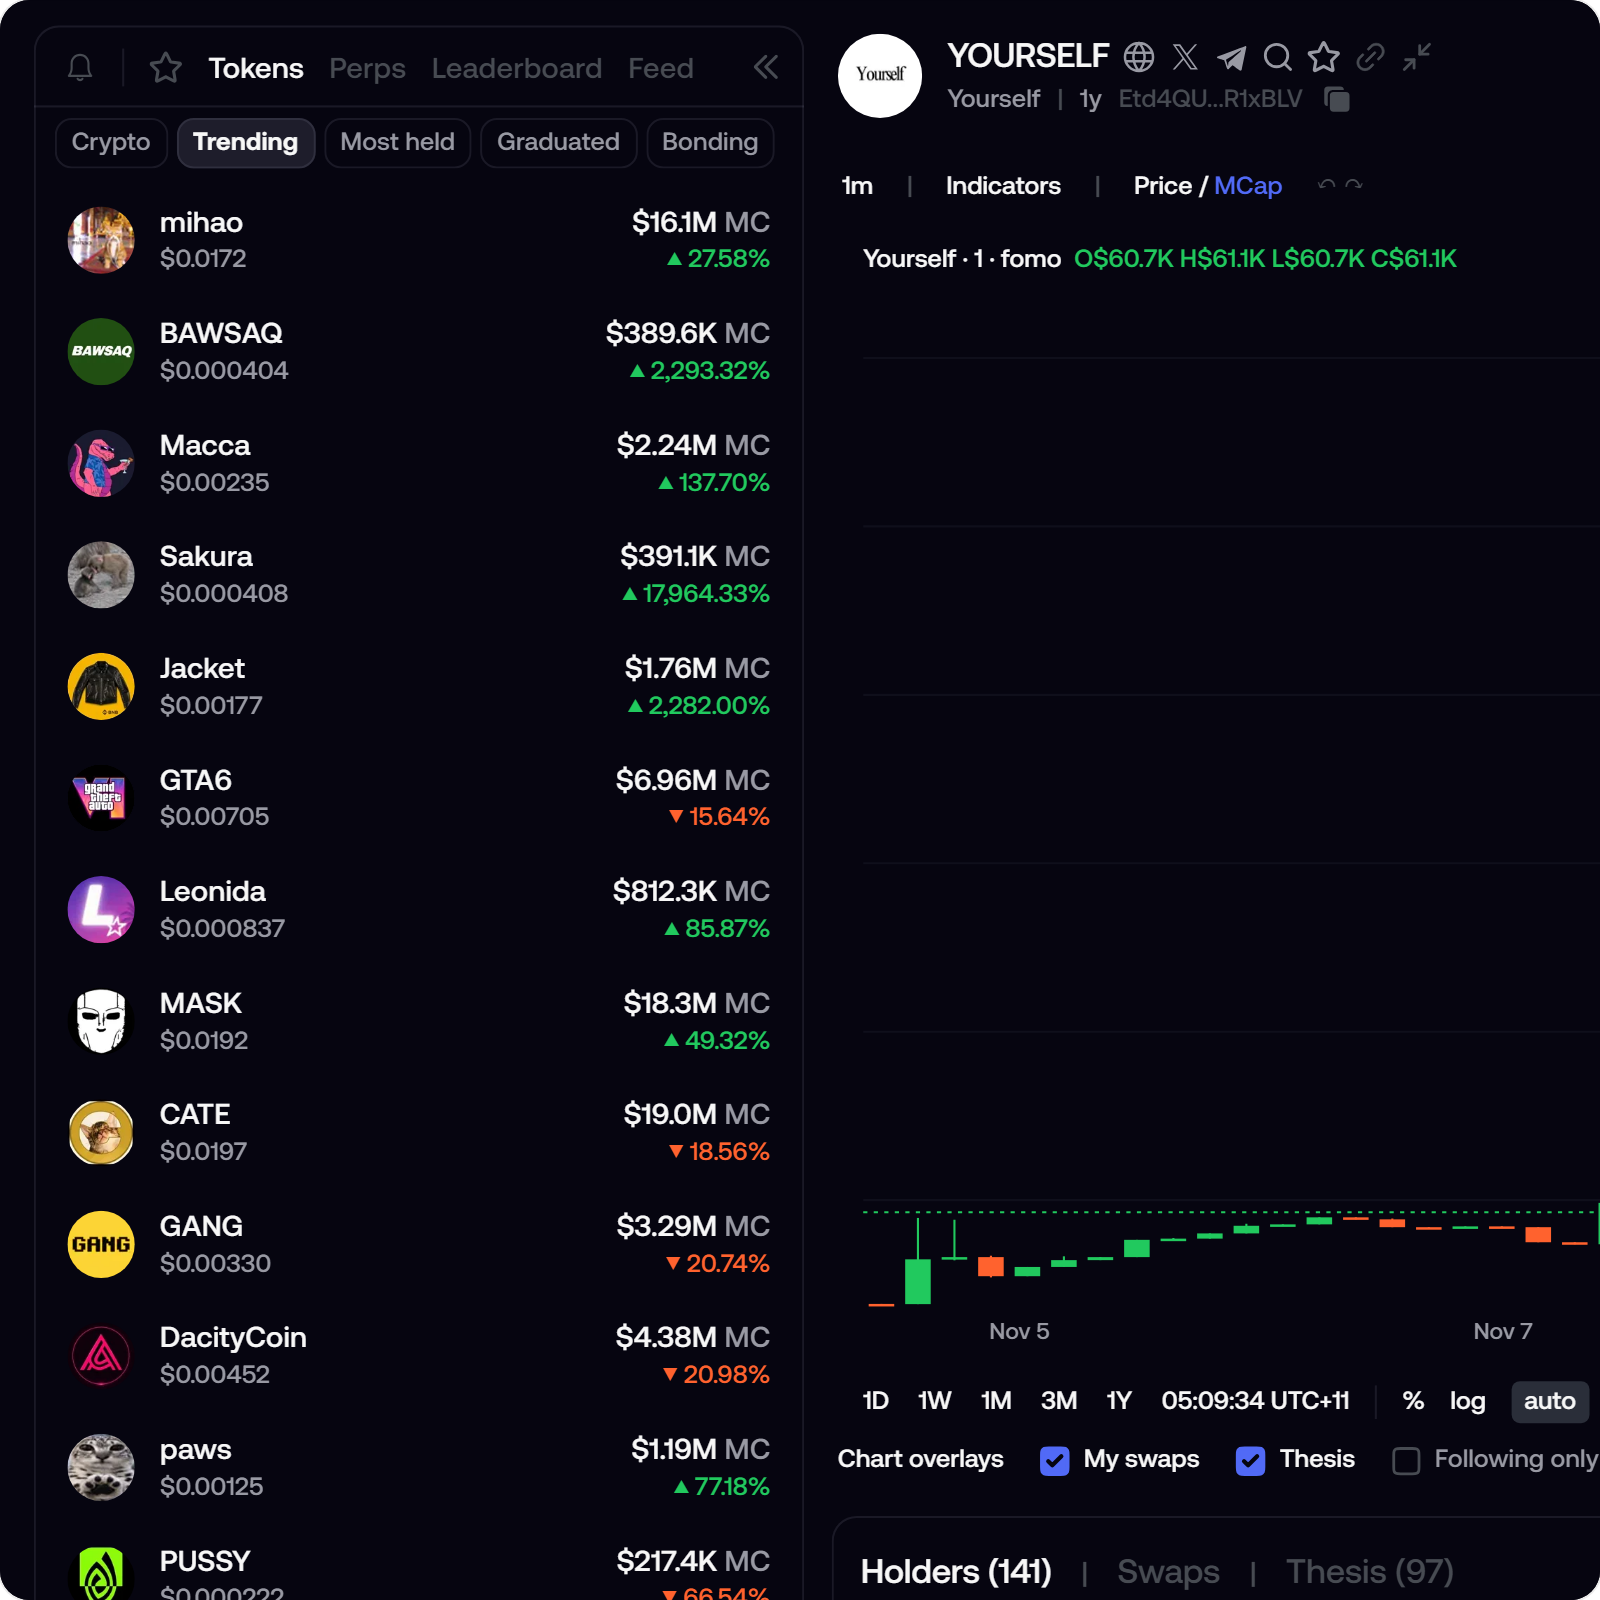 Tokens Perps Leaderboard Feed
Crypto Trending Most held Graduated Bonding
mihao $16.1M MC
$0.0172 ▲ 27.58%
BAWSAQ
BAWSAQ $389.6K MC
$0.000404 ▲ 2,293.32%
Macca $2.24M MC
$0.00235 ▲ 137.70%
Sakura $391.1K MC
$0.000408 ▲ 17,964.33%
Jacket $1.76M MC
$0.00177 ▲ 2,282.00%
grand theft auto VI
GTA6 $6.96M MC
$0.00705 ▼ 15.64%
L
Leonida $812.3K MC
$0.000837 ▲ 85.87%
MASK $18.3M MC
$0.0192 ▲ 49.32%
CATE $19.0M MC
$0.0197 ▼ 18.56%
GANG
GANG $3.29M MC
$0.00330 ▼ 20.74%
DacityCoin $4.38M MC
$0.00452 ▼ 20.98%
paws $1.19M MC
$0.00125 ▲ 77.18%
PUSSY $217.4K MC
$0.000222 ▼ 66.54%
Yourself
YOURSELF
Yourself | 1y Etd4QU...R1xBLV
1m | Indicators | Price / MCap
Yourself · 1 · fomo O$60.7K H$61.1K L$60.7K C$61.1K
Nov 5 Nov 7
1D 1W 1M 3M 1Y 05:09:34 UTC+11 % log auto
Chart overlays My swaps Thesis Following only
Holders (141) | Swaps | Thesis (97)